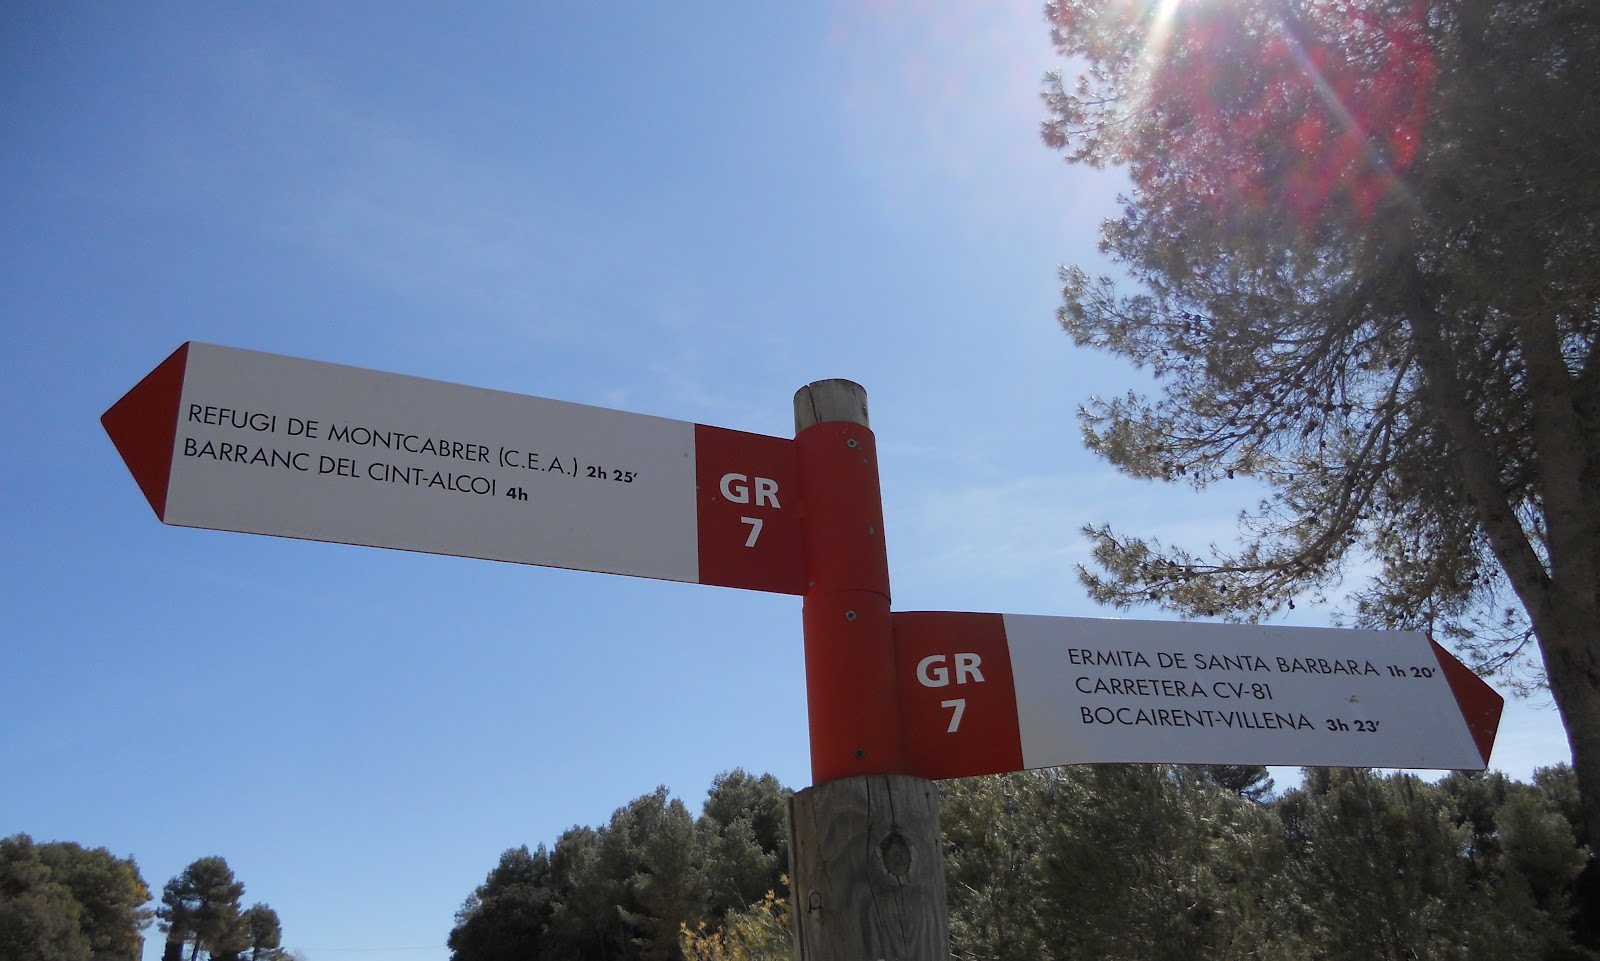 REFUGI DE MONTCABRER (C.E.A.) 2h 25'
BARRANC DEL CINT-ALCOI 4h
GR
7
GR
7
ERMITA DE SANTA BARBARA 1h 20'
CARRETERA CV-81
BOCAIRENT-VILLENA 3h 23'